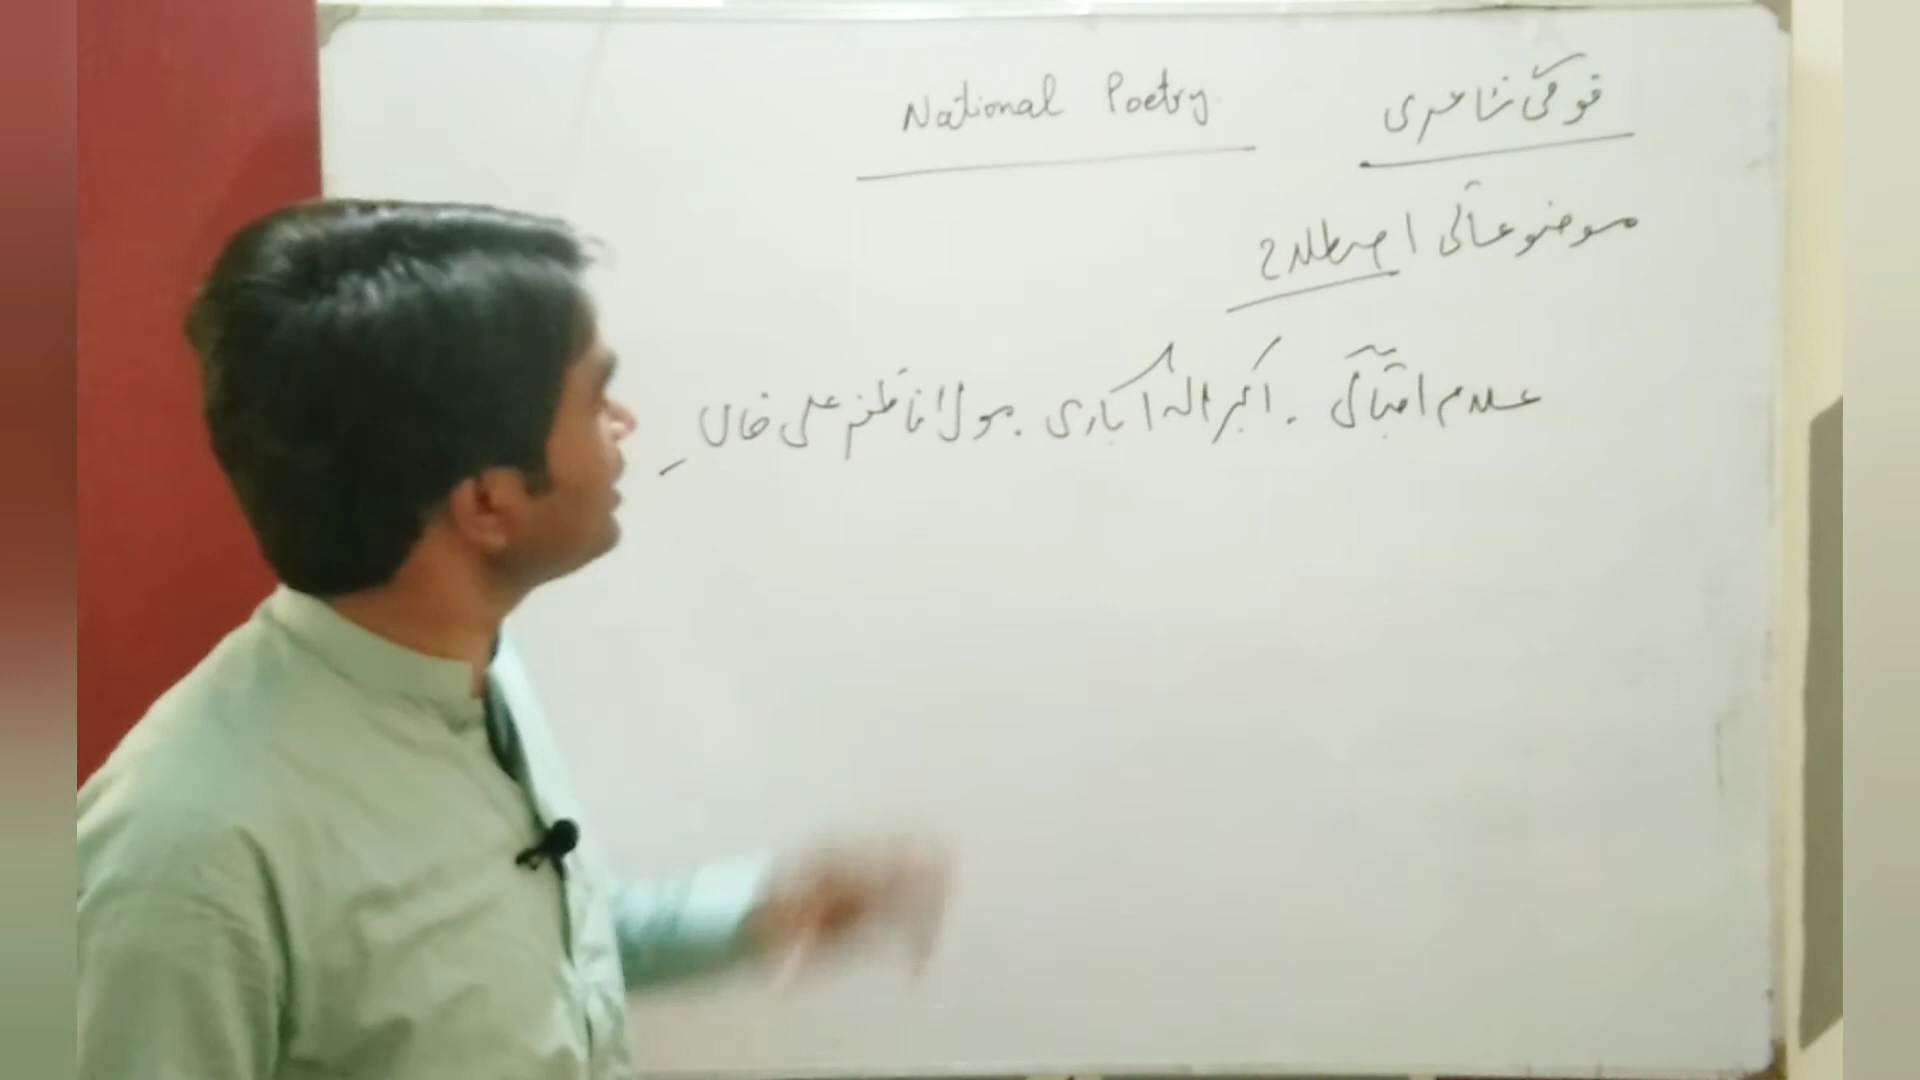 قومی شاعری National Poetry
موضوعاتی اصطلاح
علامہ اقبال ۔ اکبر الہ آبادی ۔ مولانا ظفر علی خاں ۔